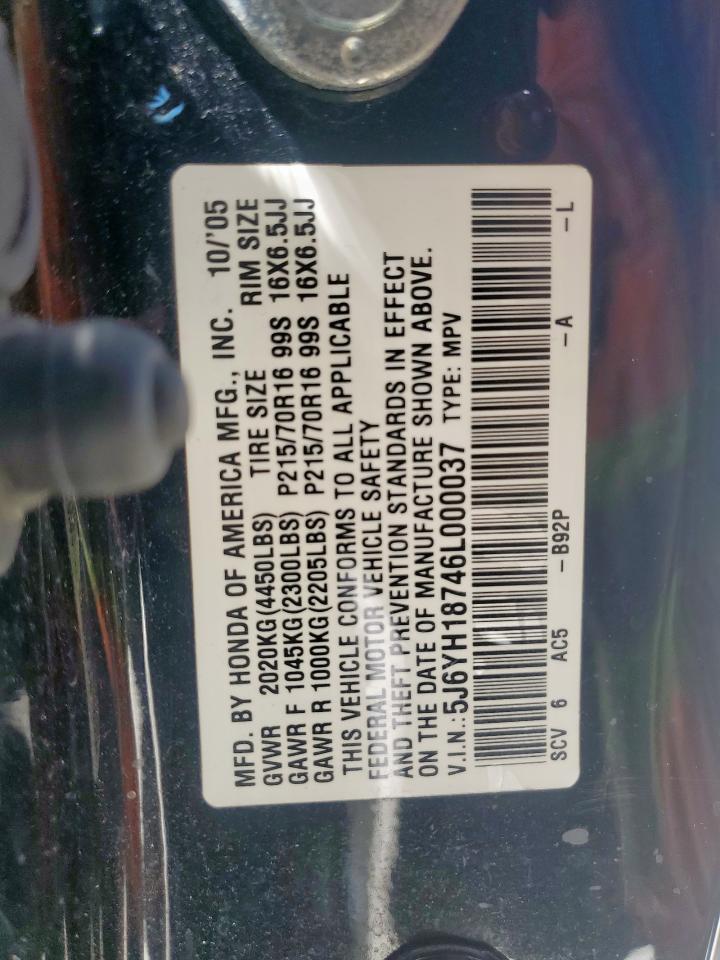 MFD. BY HONDA OF AMERICA MFG., INC. 10/'05
GVWR 2020KG(4450LBS) TIRE SIZE RIM SIZE
GAWR F 1045KG(2300LBS) P215/70R16 99S 16X6.5JJ
GAWR R 1000KG(2205LBS) P215/70R16 99S 16X6.5JJ
THIS VEHICLE CONFORMS TO ALL APPLICABLE
FEDERAL MOTOR VEHICLE SAFETY
AND THEFT PREVENTION STANDARDS IN EFFECT
ON THE DATE OF MANUFACTURE SHOWN ABOVE.
V.I.N.:5J6YH18746L000037 TYPE: MPV
SCV 6 AC5 -B92P -A -L